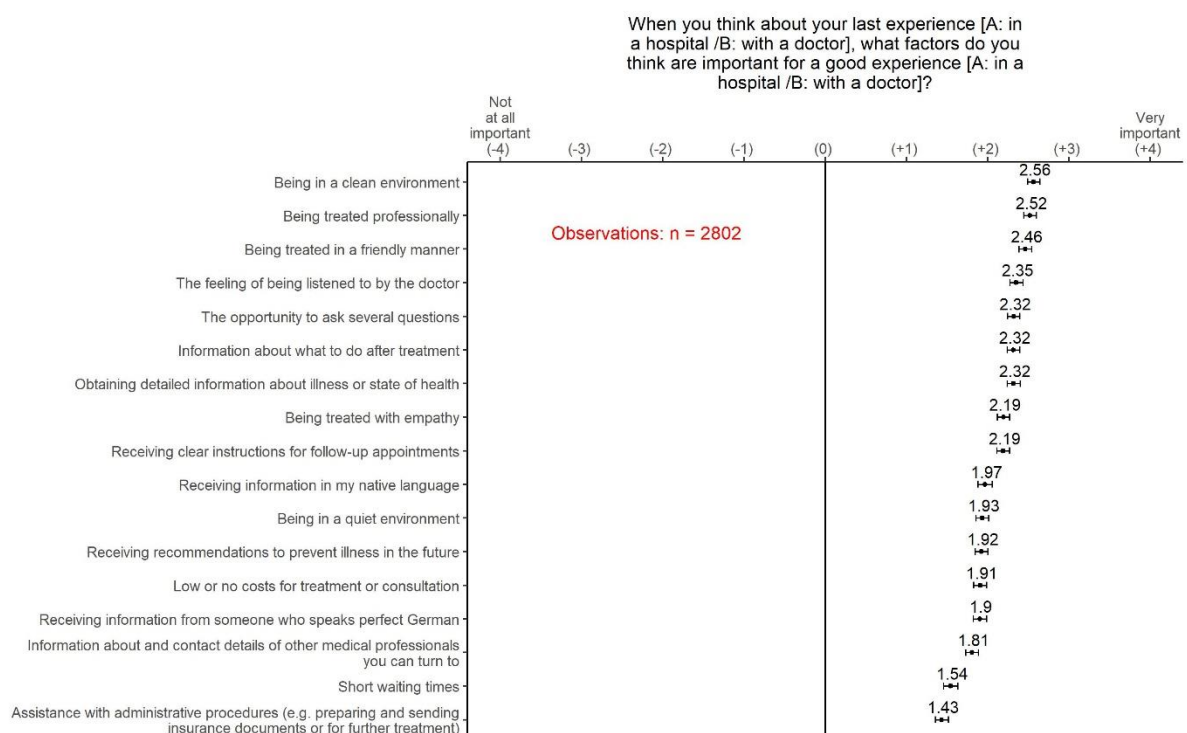 When you think about your last experience [A: in
a hospital /B: with a doctor], what factors do you
think are important for a good experience [A: in a
hospital /B: with a doctor]?
Not
at all
important
(-4)
(-3)
(-2)
(-1)
(0)
(+1)
(+2)
(+3)
Very
important
(+4)
Being in a clean environment
2.56
Being treated professionally
2.52
Observations: n = 2802
Being treated in a friendly manner
2.46
The feeling of being listened to by the doctor
2.35
The opportunity to ask several questions
2.32
Information about what to do after treatment
2.32
Obtaining detailed information about illness or state of health
2.32
Being treated with empathy
2.19
Receiving clear instructions for follow-up appointments
2.19
Receiving information in my native language
1.97
Being in a quiet environment
1.93
Receiving recommendations to prevent illness in the future
1.92
Low or no costs for treatment or consultation
1.91
Receiving information from someone who speaks perfect German
1.9
Information about and contact details of other medical professionals
you can turn to
1.81
Short waiting times
1.54
Assistance with administrative procedures (e.g. preparing and sending
insurance documents or for further treatment)
1.43